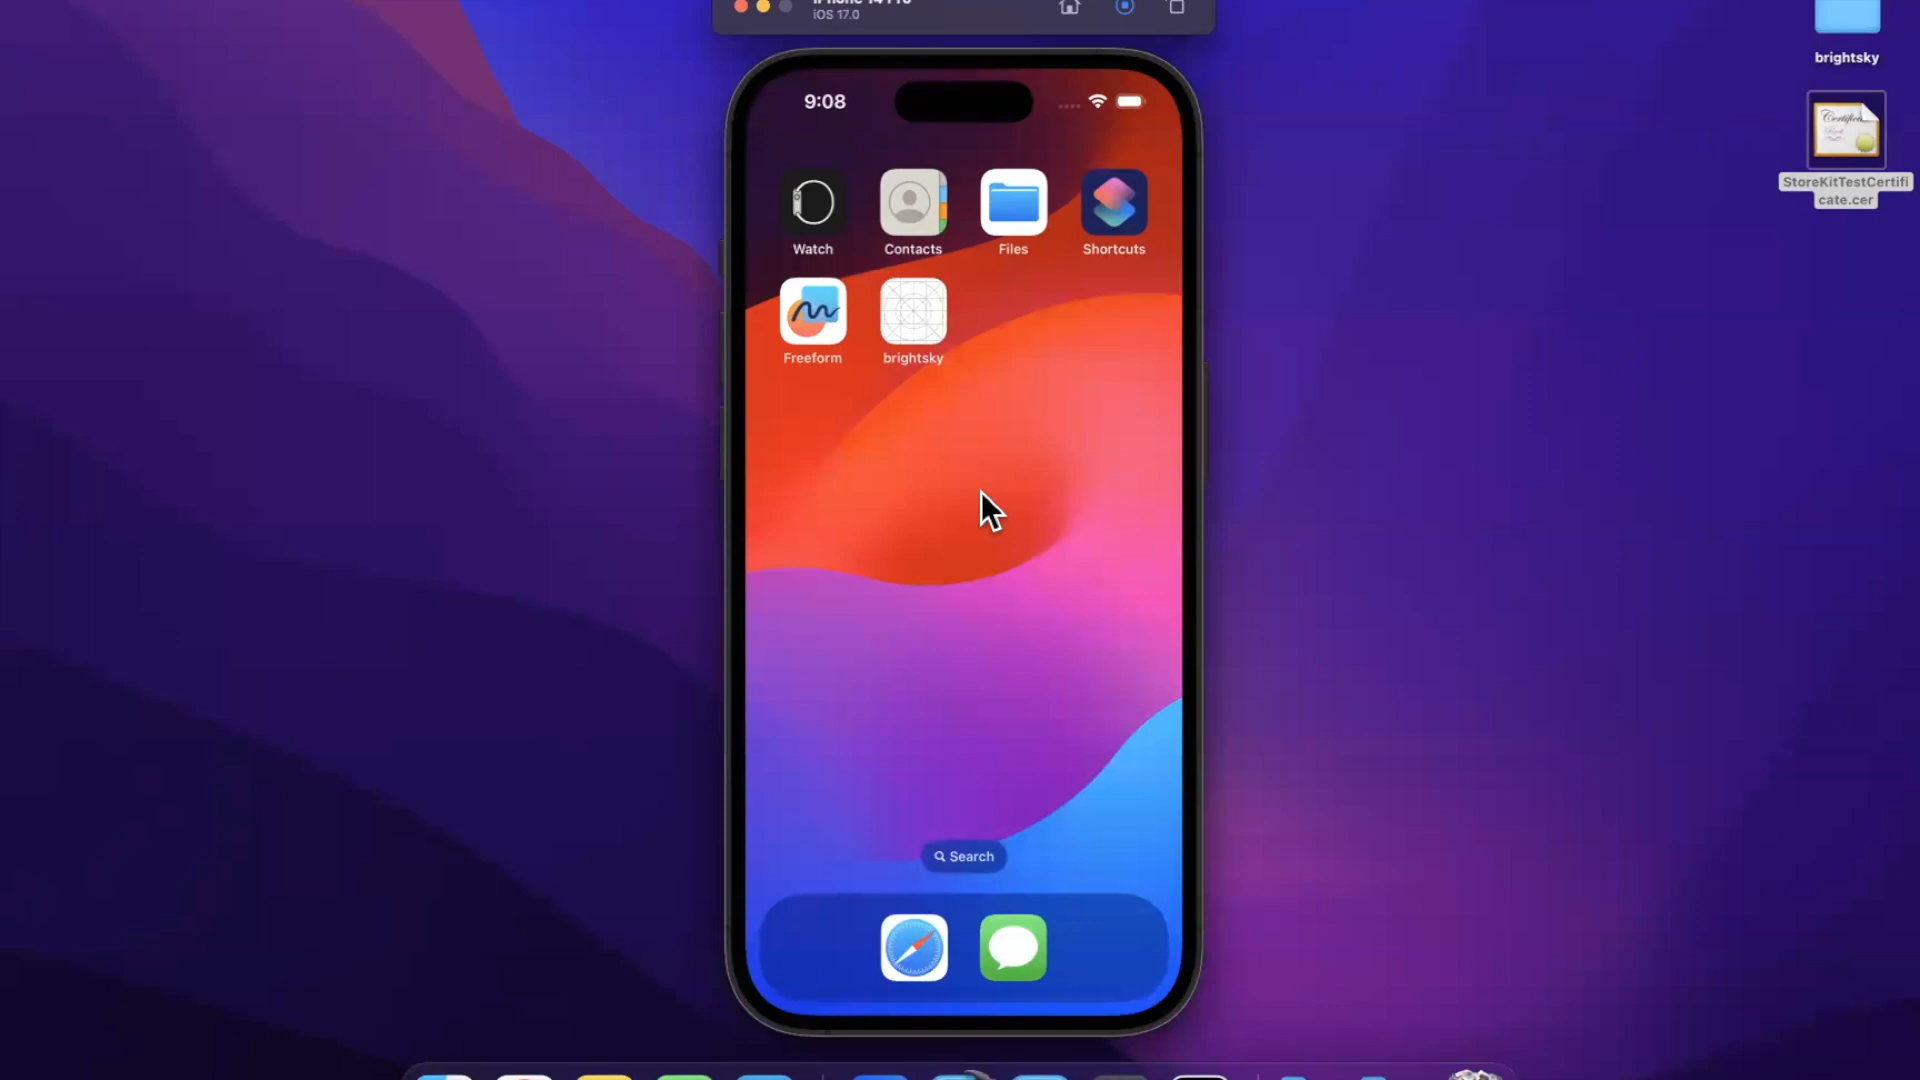 iOS 17.0
brightsky
StoreKitTestCertifi
cate.cer
9:08
Watch
Contacts
Files
Shortcuts
Freeform
brightsky
Search